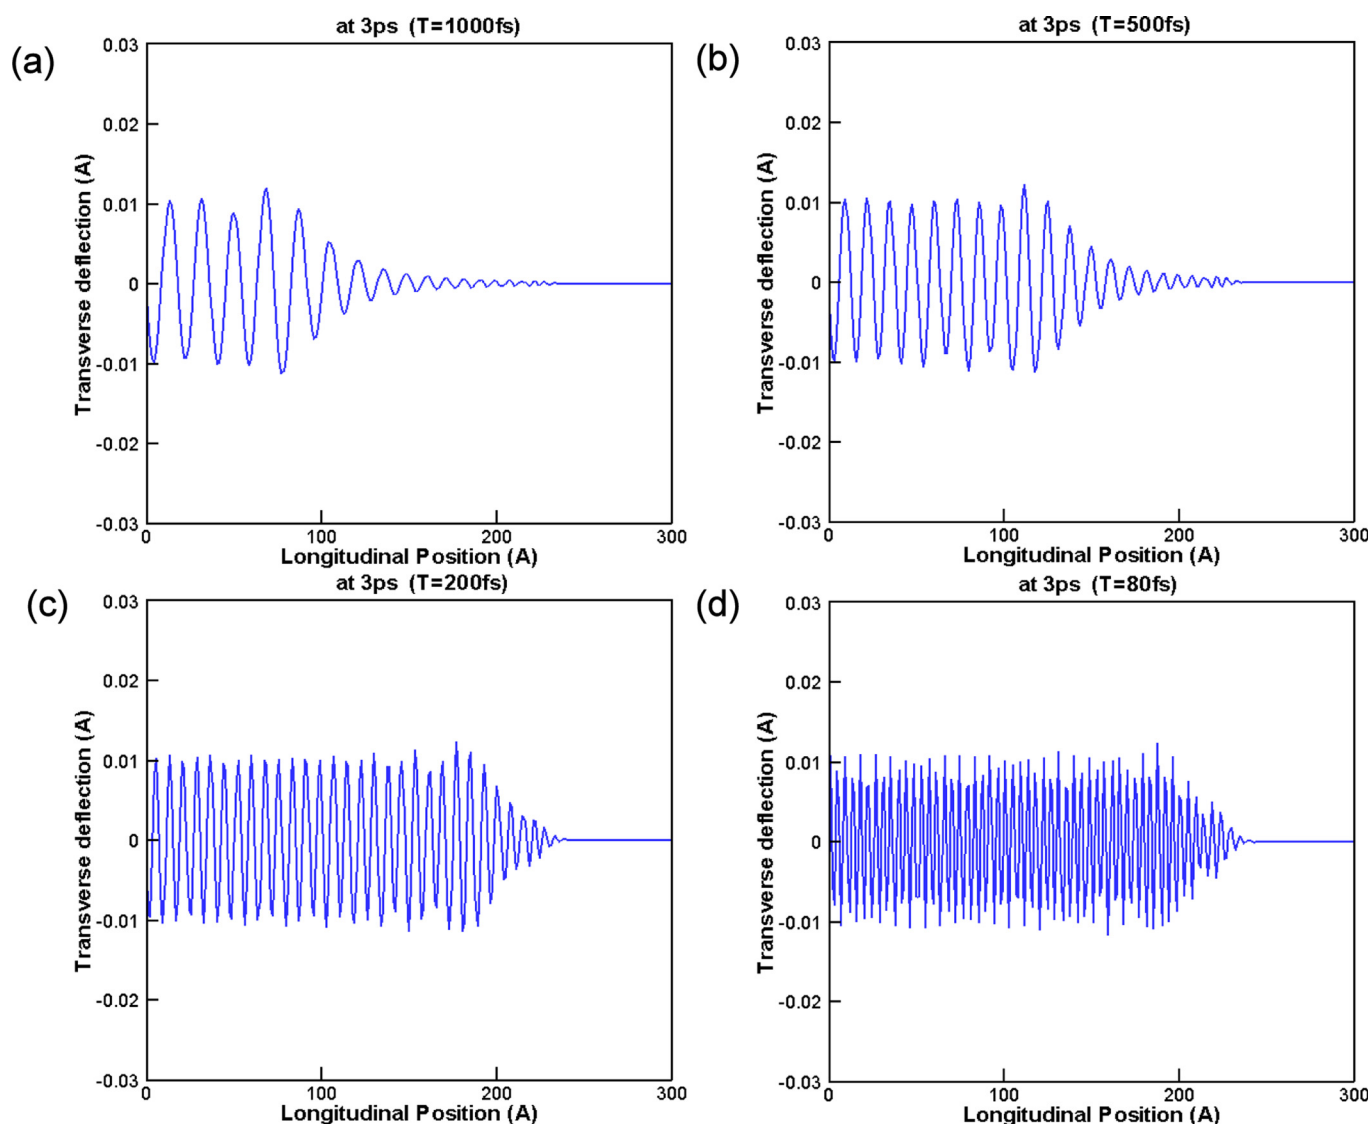 (a)
at 3ps (T=1000fs)
Transverse deflection (A)
0.03
0.02
0.01
0
-0.01
-0.02
-0.03
0
100
200
300
Longitudinal Position (A)
(b)
at 3ps (T=500fs)
Transverse deflection (A)
0.03
0.02
0.01
0
-0.01
-0.02
-0.03
0
100
200
300
Longitudinal Position (A)
(c)
at 3ps (T=200fs)
Transverse deflection (A)
0.03
0.02
0.01
0
-0.01
-0.02
-0.03
0
100
200
300
Longitudinal Position (A)
(d)
at 3ps (T=80fs)
Transverse deflection (A)
0.03
0.02
0.01
0
-0.01
-0.02
-0.03
0
100
200
300
Longitudinal Position (A)